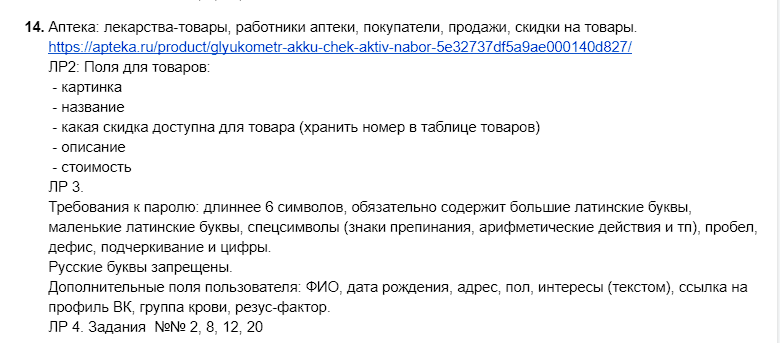 14. Аптека: лекарства-товары, работники аптеки, покупатели, продажи, скидки на товары.
https://apteka.ru/product/glyukometr-akku-chek-aktiv-nabor-5e32737df5a9ae000140d827/
ЛР2: Поля для товаров:
- картинка
- название
- какая скидка доступна для товара (хранить номер в таблице товаров)
- описание
- стоимость
ЛР 3.
Требования к паролю: длиннее 6 символов, обязательно содержит большие латинские буквы,
маленькие латинские буквы, спецсимволы (знаки препинания, арифметические действия и тп), пробел,
дефис, подчеркивание и цифры.
Русские буквы запрещены.
Дополнительные поля пользователя: ФИО, дата рождения, адрес, пол, интересы (текстом), ссылка на
профиль ВК, группа крови, резус-фактор.
ЛР 4. Задания №№ 2, 8, 12, 20